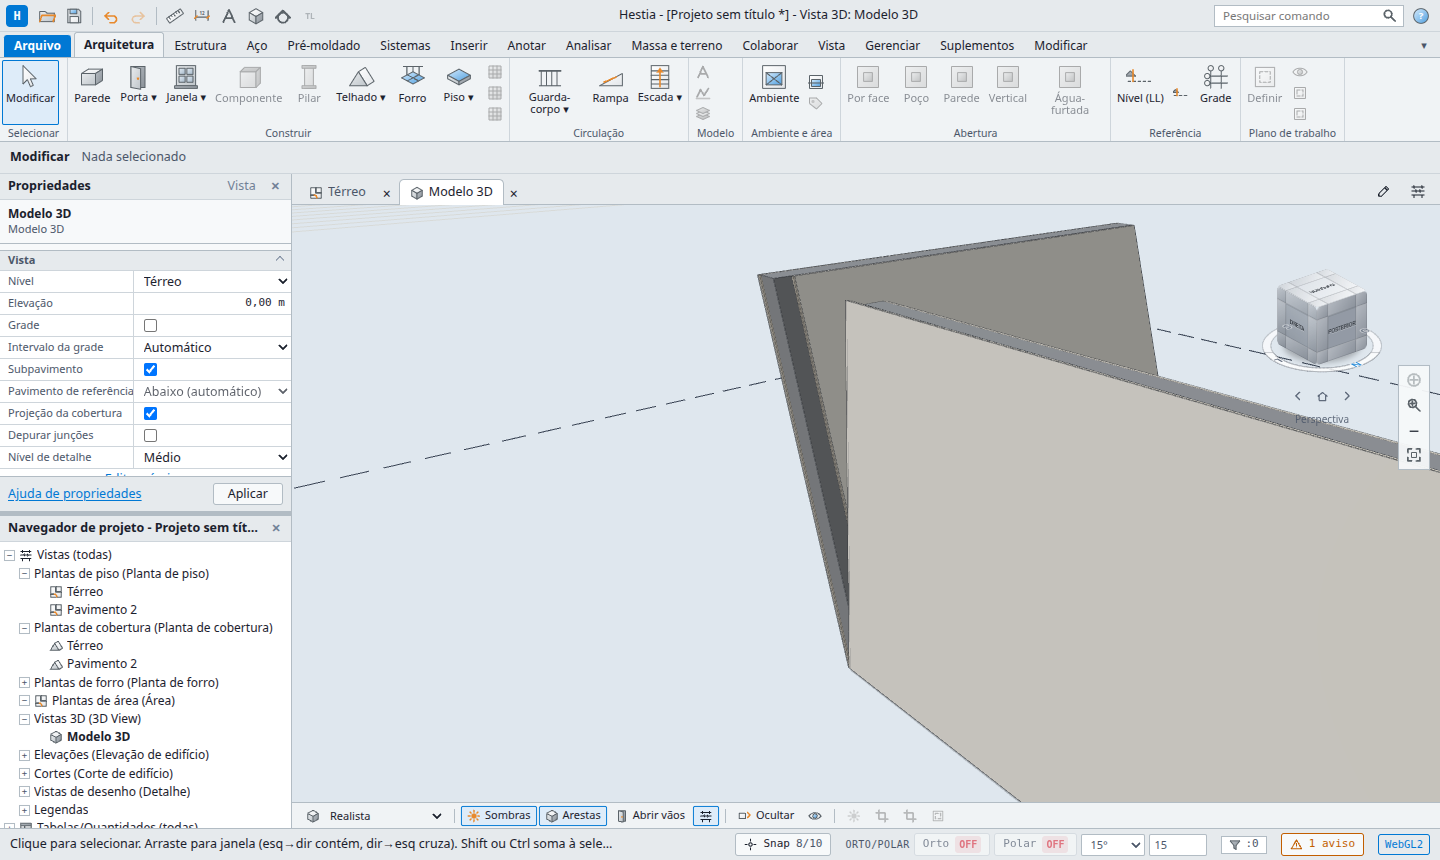 H
TL
Hestia - [Projeto sem título *] - Vista 3D: Modelo 3D
Pesquisar comando
?
Arquivo
Arquitetura
Estrutura
Aço
Pré-moldado
Sistemas
Inserir
Anotar
Analisar
Massa e terreno
Colaborar
Vista
Gerenciar
Suplementos
Modificar
Modificar
Parede
Porta ▾
Janela ▾
Componente
Pilar
Telhado ▾
Forro
Piso ▾
Guarda-
corpo ▾
Rampa
Escada ▾
Ambiente
Por face
Poço
Parede
Vertical
Água-
furtada
Nível (LL)
Grade
Definir
Selecionar
Construir
Circulação
Modelo
Ambiente e área
Abertura
Referência
Plano de trabalho
Modificar Nada selecionado
Propriedades
Vista
Modelo 3D
Modelo 3D
Vista
Nível
Térreo
Elevação
0,00 m
Grade
Intervalo da grade
Automático
Subpavimento
Pavimento de referência
Abaixo (automático)
Projeção da cobertura
Depurar junções
Nível de detalhe
Médio
Ajuda de propriedades
Aplicar
Navegador de projeto - Projeto sem tít...
Vistas (todas)
Plantas de piso (Planta de piso)
Térreo
Pavimento 2
Plantas de cobertura (Planta de cobertura)
Térreo
Pavimento 2
Plantas de forro (Planta de forro)
Plantas de área (Área)
Vistas 3D (3D View)
Modelo 3D
Elevações (Elevação de edifício)
Cortes (Corte de edifício)
Vistas de desenho (Detalhe)
Legendas
Tabelas/Quantidades (todas)
Térreo
Modelo 3D
POSTERIOR
Perspectiva
Realista
Sombras
Arestas
Abrir vãos
Ocultar
Clique para selecionar. Arraste para janela (esq→dir contém, dir→esq cruza). Shift ou Ctrl soma à sele...
Snap 8/10
ORTO/POLAR
Orto OFF
Polar OFF
15°
15
:0
1 aviso
WebGL2